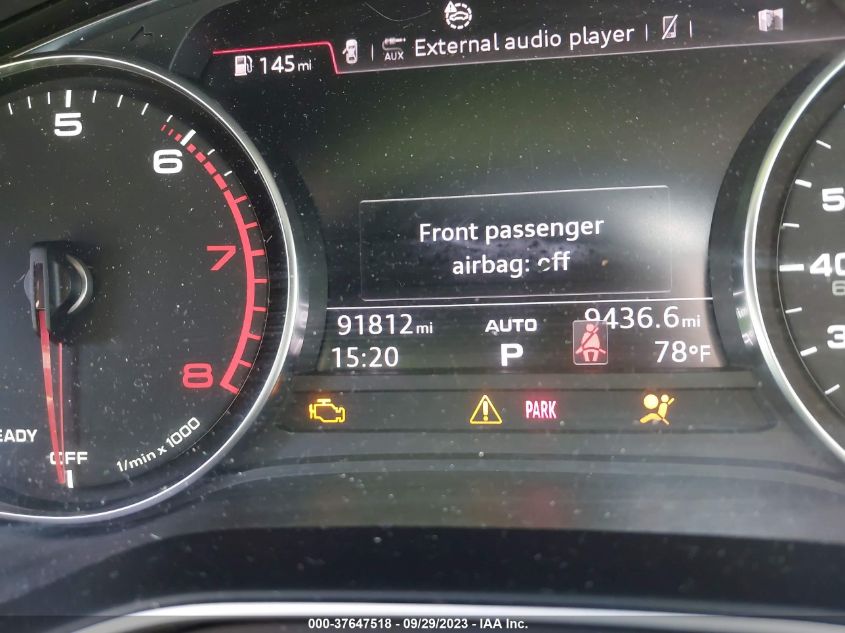 AUX External audio player
145 mi
5
6
7
8
Front passenger
airbag: off
91812 mi AUTO 9436.6 mi
15:20 P 78°F
PARK
EADY
OFF
1/min x 1000
5
40
6
3
000-37647518 - 09/29/2023 - IAA Inc.